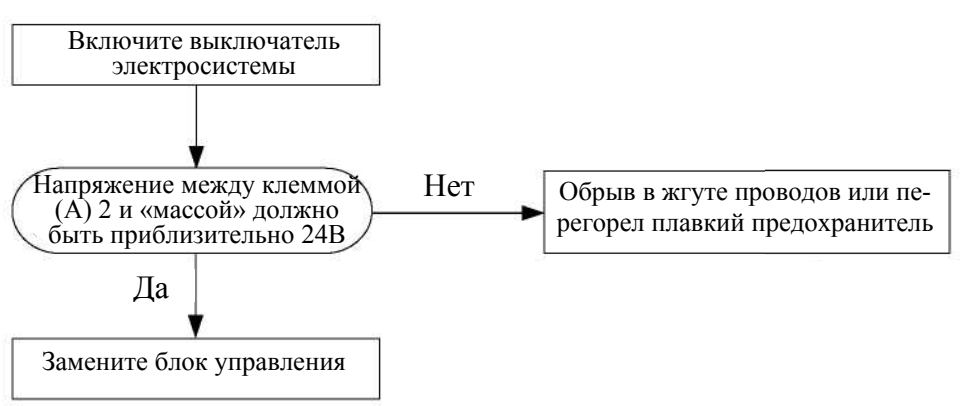 Включите выключатель
электросистемы
Напряжение между клеммой
(А) 2 и «массой» должно
быть приблизительно 24В
Нет
Обрыв в жгуте проводов или пе-
регорел плавкий предохранитель
Да
Замените блок управления